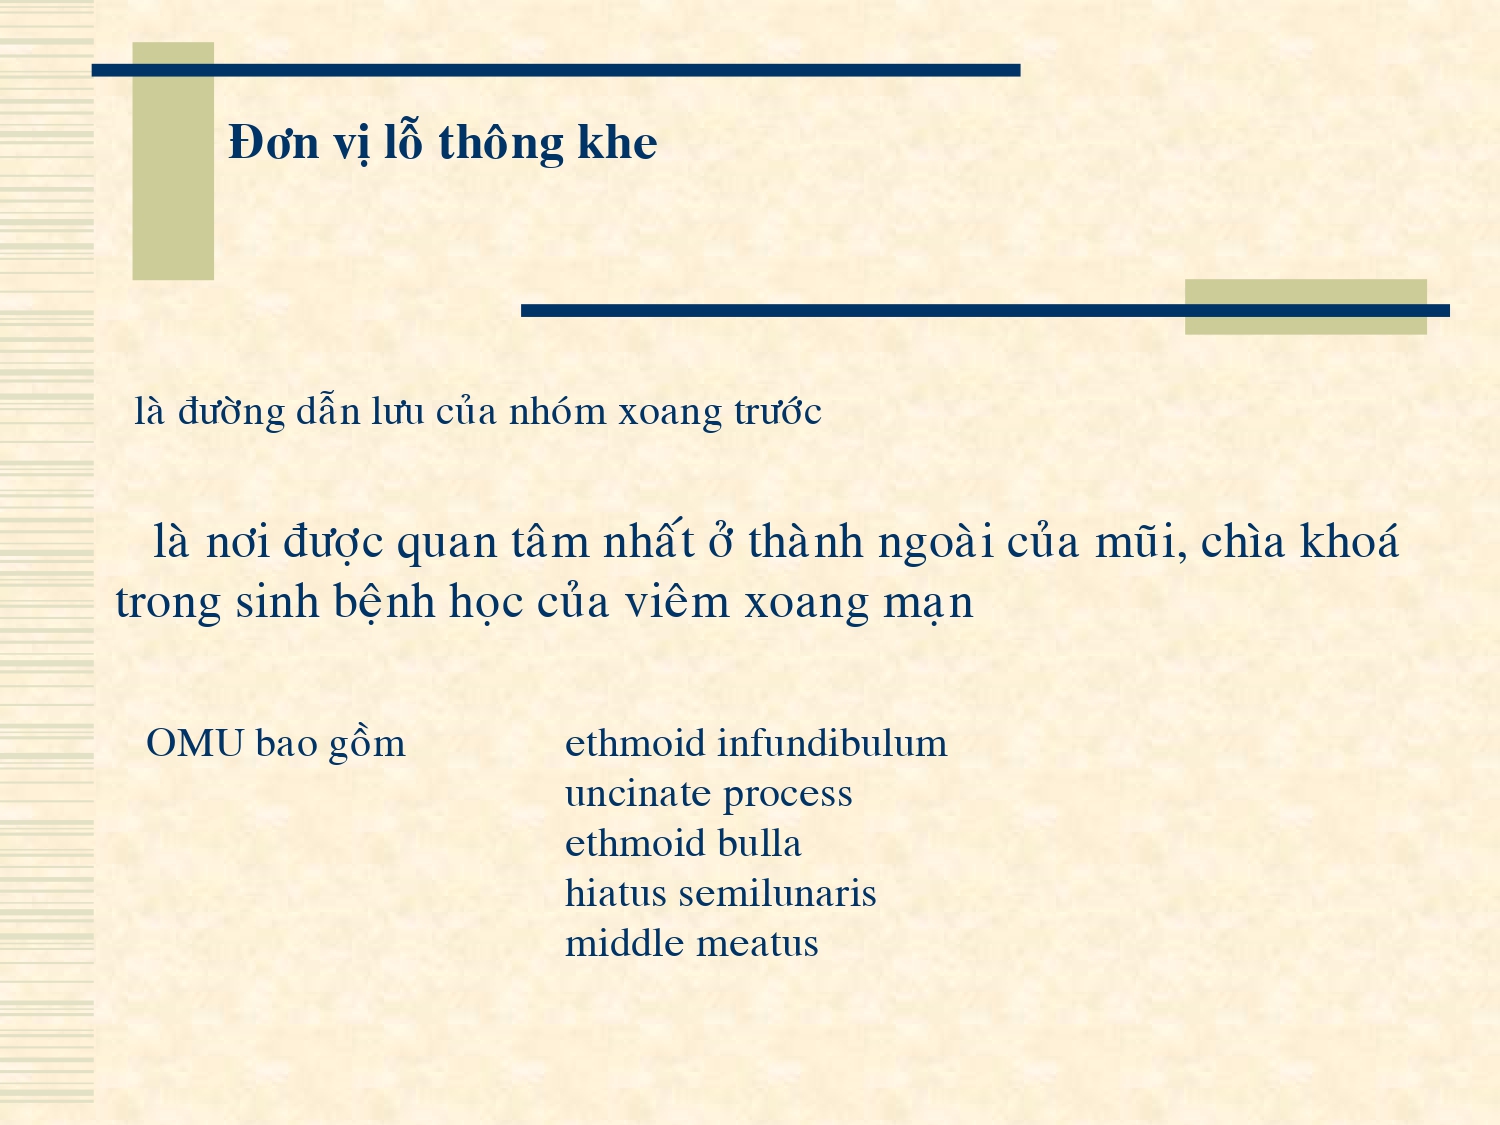 Đơn vị lỗ thông khe
là đường dẫn lưu của nhóm xoang trước
là nơi được quan tâm nhất ở thành ngoài của mũi, chìa khoá
trong sinh bệnh học của viêm xoang mạn
OMU bao gồm ethmoid infundibulum
uncinate process
ethmoid bulla
hiatus semilunaris
middle meatus